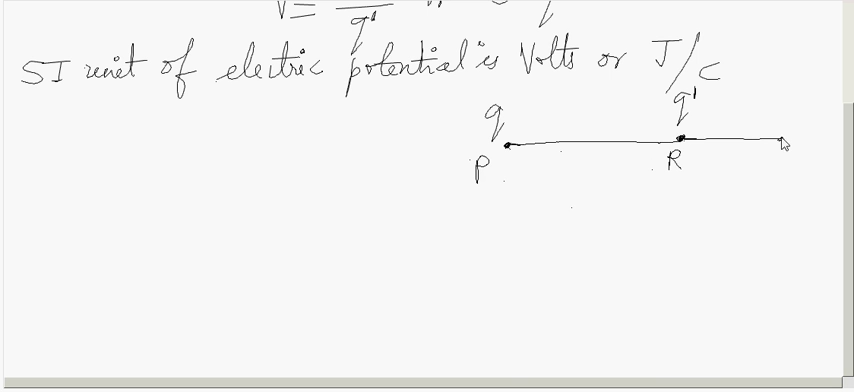 V = 
q'
SI unit of electric potential is Volts or J/C
q q'
P R